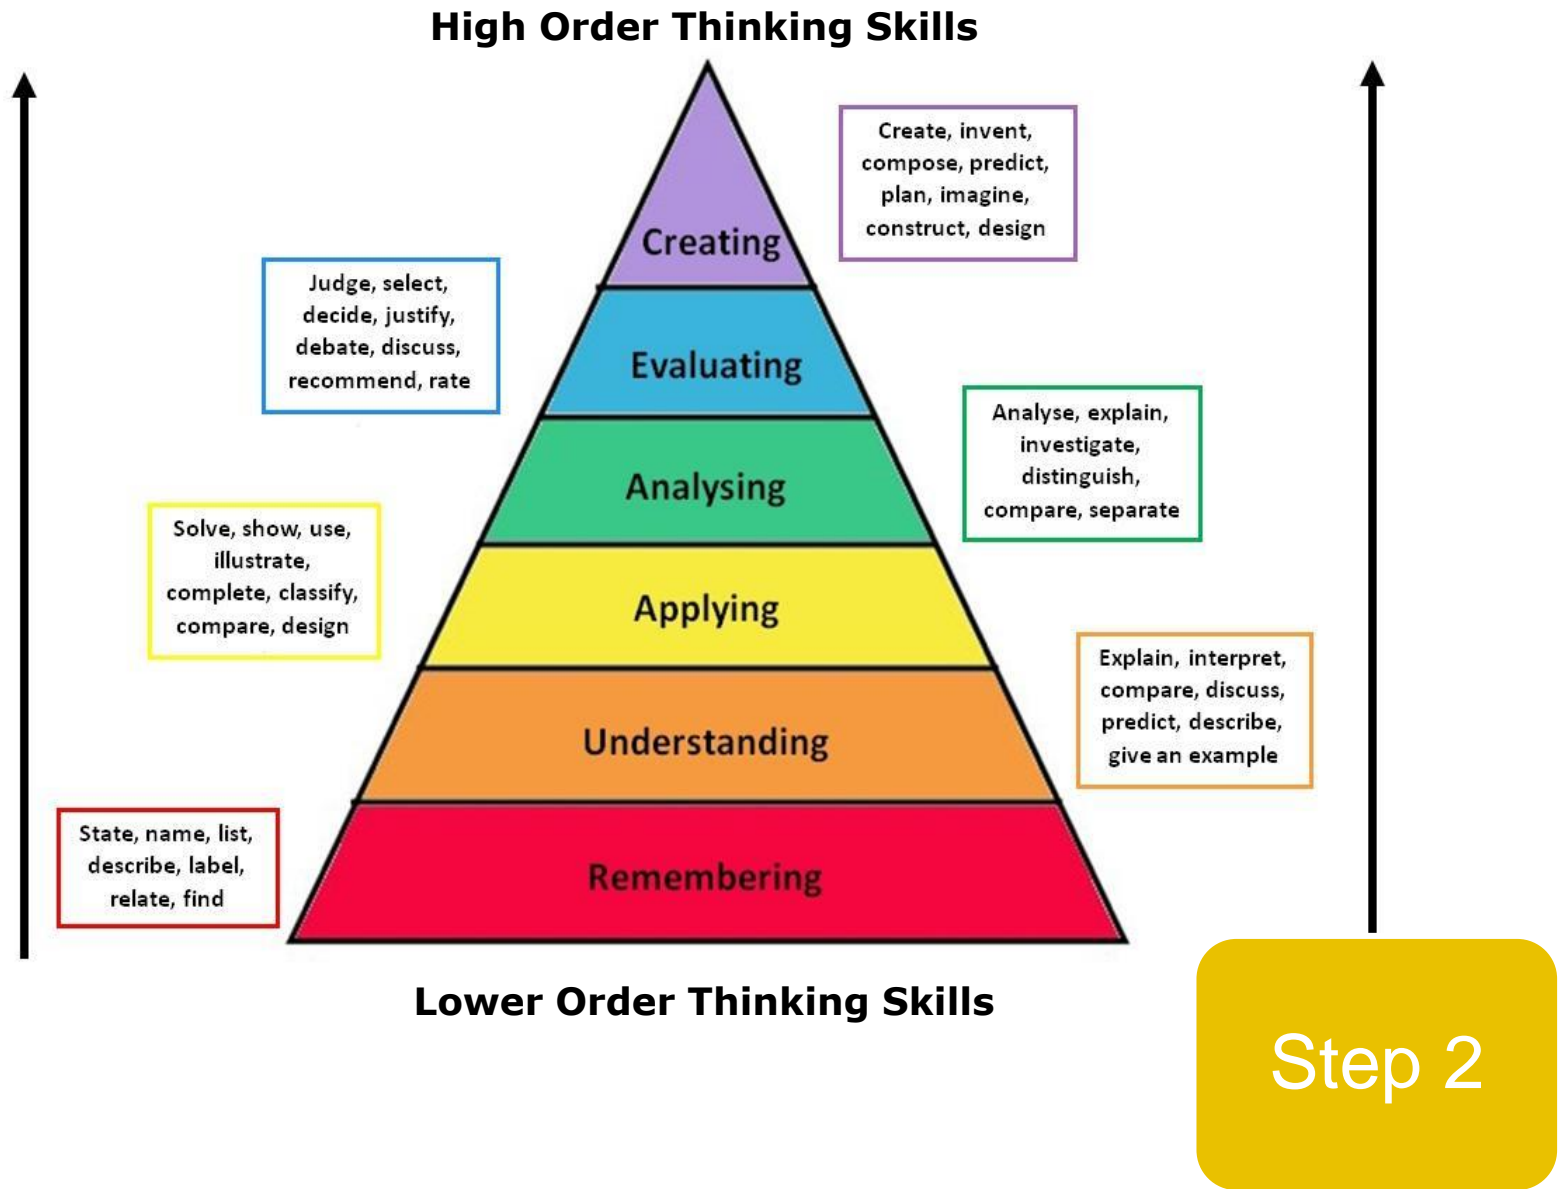 High Order Thinking Skills
Create, invent,
compose, predict,
plan, imagine,
construct, design
Creating
Judge, select,
decide, justify,
debate, discuss,
recommend, rate
Evaluating
Analyse, explain,
investigate,
distinguish,
compare, separate
Analysing
Solve, show, use,
illustrate,
complete, classify,
compare, design
Applying
Explain, interpret,
compare, discuss,
predict, describe,
give an example
Understanding
State, name, list,
describe, label,
relate, find
Remembering
Lower Order Thinking Skills
Step 2